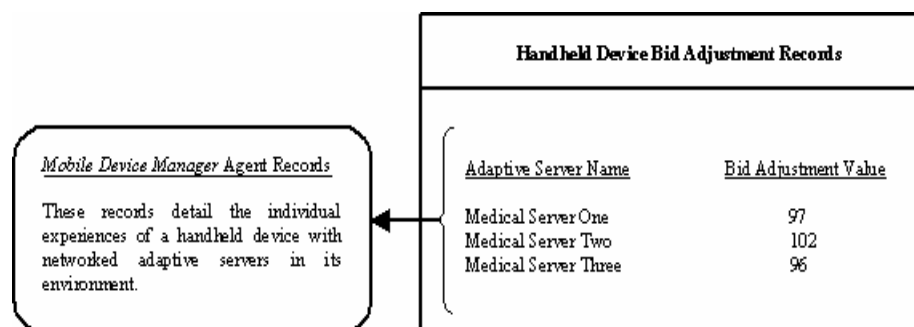 Handheld Device Bid Adjustment Records
Mobile Device Manager Agent Records
These records detail the individual
experiences of a handheld device with
networked adaptive servers in its
environment.
Adaptive Server Name Bid Adjustment Value
Medical Server One 97
Medical Server Two 102
Medical Server Three 96